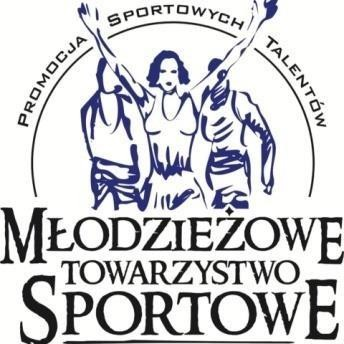 PROMOCJA SPORTOWYCH TALENTÓW
MŁODZIEŻOWE
TOWARZYSTWO
SPORTOWE